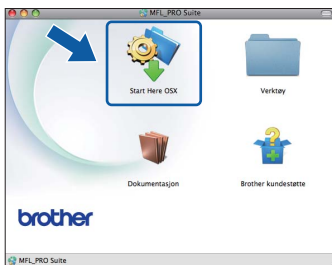 MFL_PRO Suite
Start Here OSX
Verktøy
Dokumentasjon
Brother kundestøtte
brother
MFL_PRO Suite